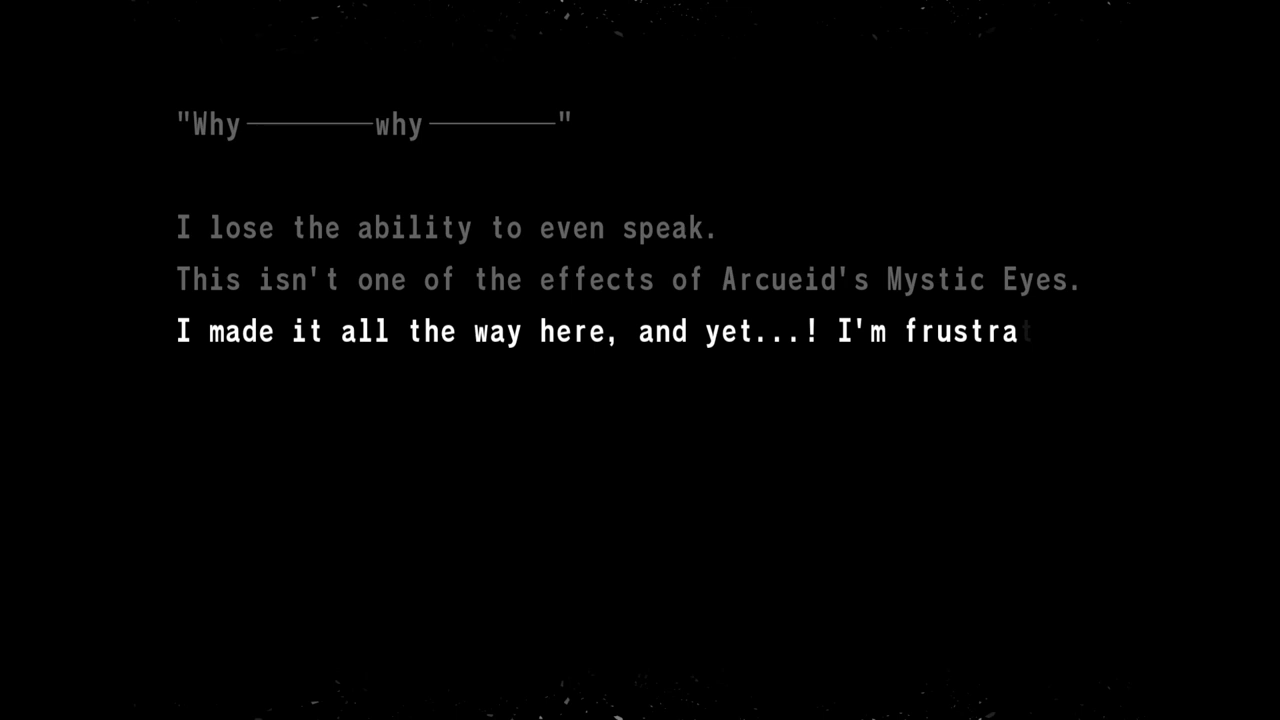 "Why————why————"
I lose the ability to even speak.
This isn't one of the effects of Arcueid's Mystic Eyes.
I made it all the way here, and yet...! I'm frustrat